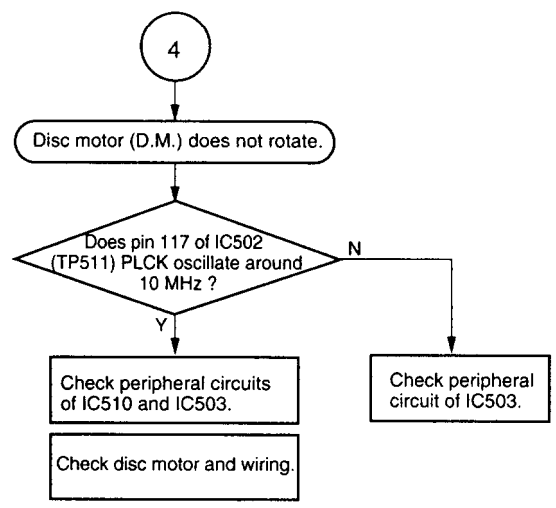 4
Disc motor (D.M.) does not rotate.
Does pin 117 of IC502
(TP511) PLCK oscillate around
10 MHz ?
N
Y
Check peripheral circuits
of IC510 and IC503.
Check peripheral
circuit of IC503.
Check disc motor and wiring.